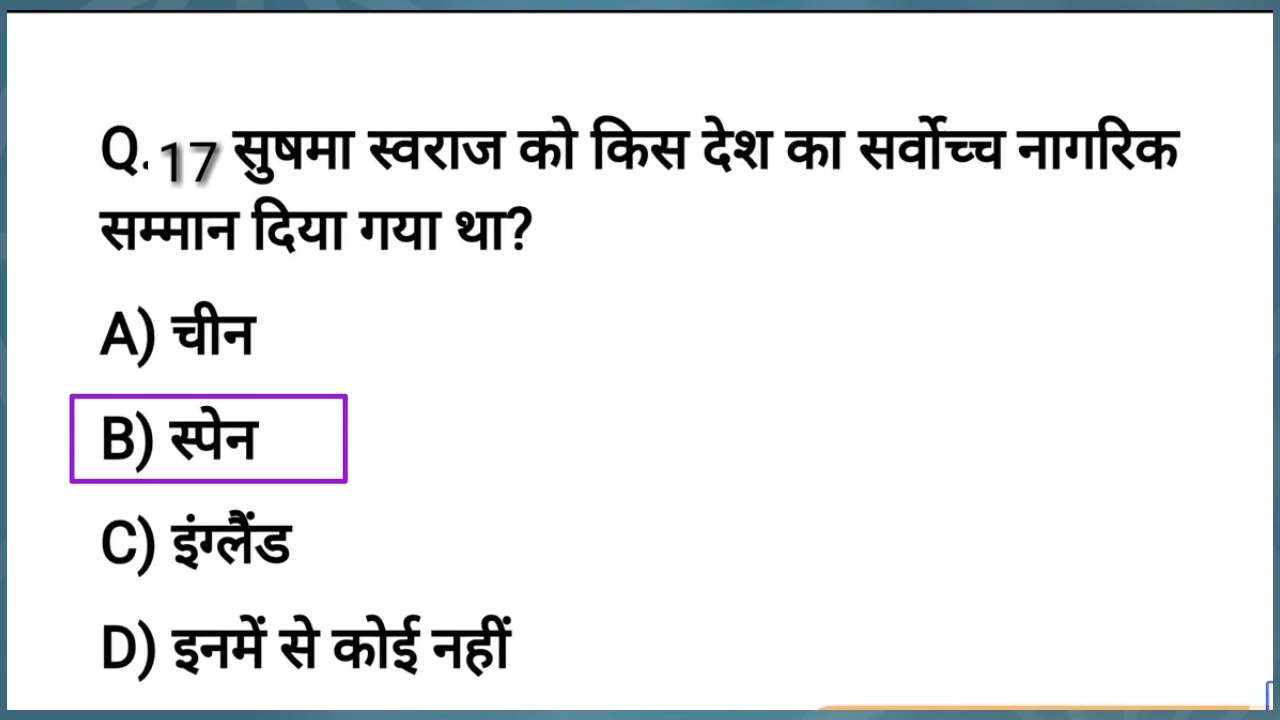 Q. 17 सुषमा स्वराज को किस देश का सर्वोच्च नागरिक
सम्मान दिया गया था?
A) चीन
B) स्पेन
C) इंग्लैंड
D) इनमें से कोई नहीं